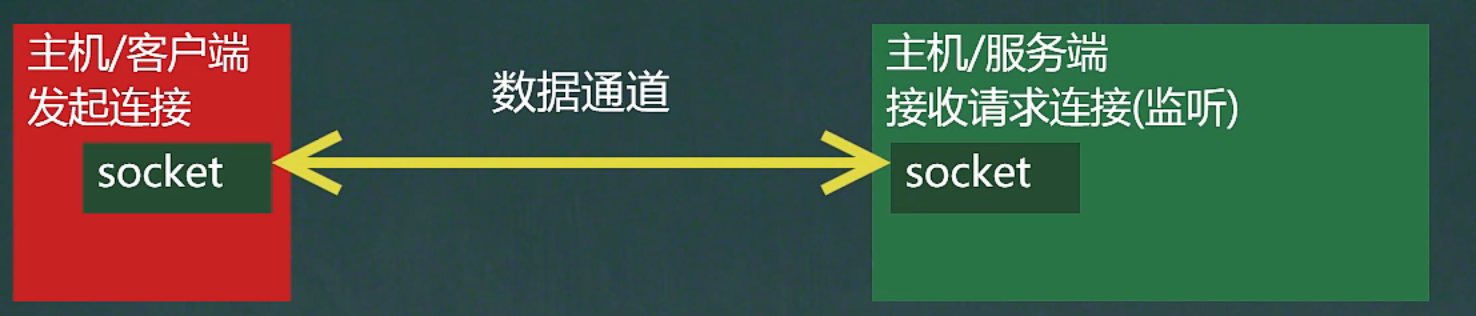 主机/客户端
发起连接
socket
数据通道
主机/服务端
接收请求连接(监听)
socket